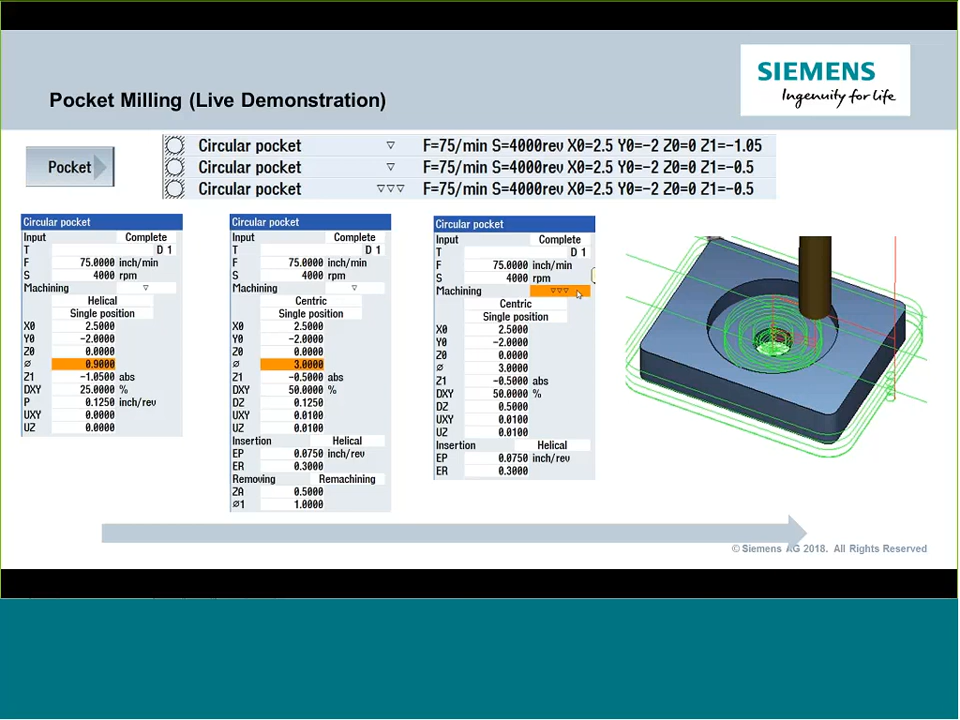 SIEMENS
Ingenuity for life
Pocket Milling (Live Demonstration)
Pocket
Circular pocket ▽ F=75/min S=4000rev X0=2.5 Y0=-2 Z0=0 Z1=-1.05
Circular pocket ▽ F=75/min S=4000rev X0=2.5 Y0=-2 Z0=0 Z1=-0.5
Circular pocket ▽▽▽ F=75/min S=4000rev X0=2.5 Y0=-2 Z0=0 Z1=-0.5
Circular pocket
Input Complete
T D 1
F 75.0000 inch/min
S 4000 rpm
Machining ▽
Helical
Single position
X0 2.5000
Y0 -2.0000
Z0 0.0000
⌀ 0.9000
Z1 -1.0500 abs
DXY 25.0000 %
P 0.1250 inch/rev
UXY 0.0000
UZ 0.0000
Circular pocket
Input Complete
T D 1
F 75.0000 inch/min
S 4000 rpm
Machining ▽
Centric
Single position
X0 2.5000
Y0 -2.0000
Z0 0.0000
⌀ 3.0000
Z1 -0.5000 abs
DXY 50.0000 %
DZ 0.1250
UXY 0.0100
UZ 0.0100
Insertion Helical
EP 0.0750 inch/rev
ER 0.3000
Removing Remachining
ZA 0.5000
⌀1 1.0000
Circular pocket
Input Complete
T D 1
F 75.0000 inch/min
S 4000 rpm
Machining ▽▽▽
Centric
Single position
X0 2.5000
Y0 -2.0000
Z0 0.0000
⌀ 3.0000
Z1 -0.5000 abs
DXY 50.0000 %
DZ 0.5000
UXY 0.0100
UZ 0.0100
Insertion Helical
EP 0.0750 inch/rev
ER 0.3000
© Siemens AG 2018. All Rights Reserved